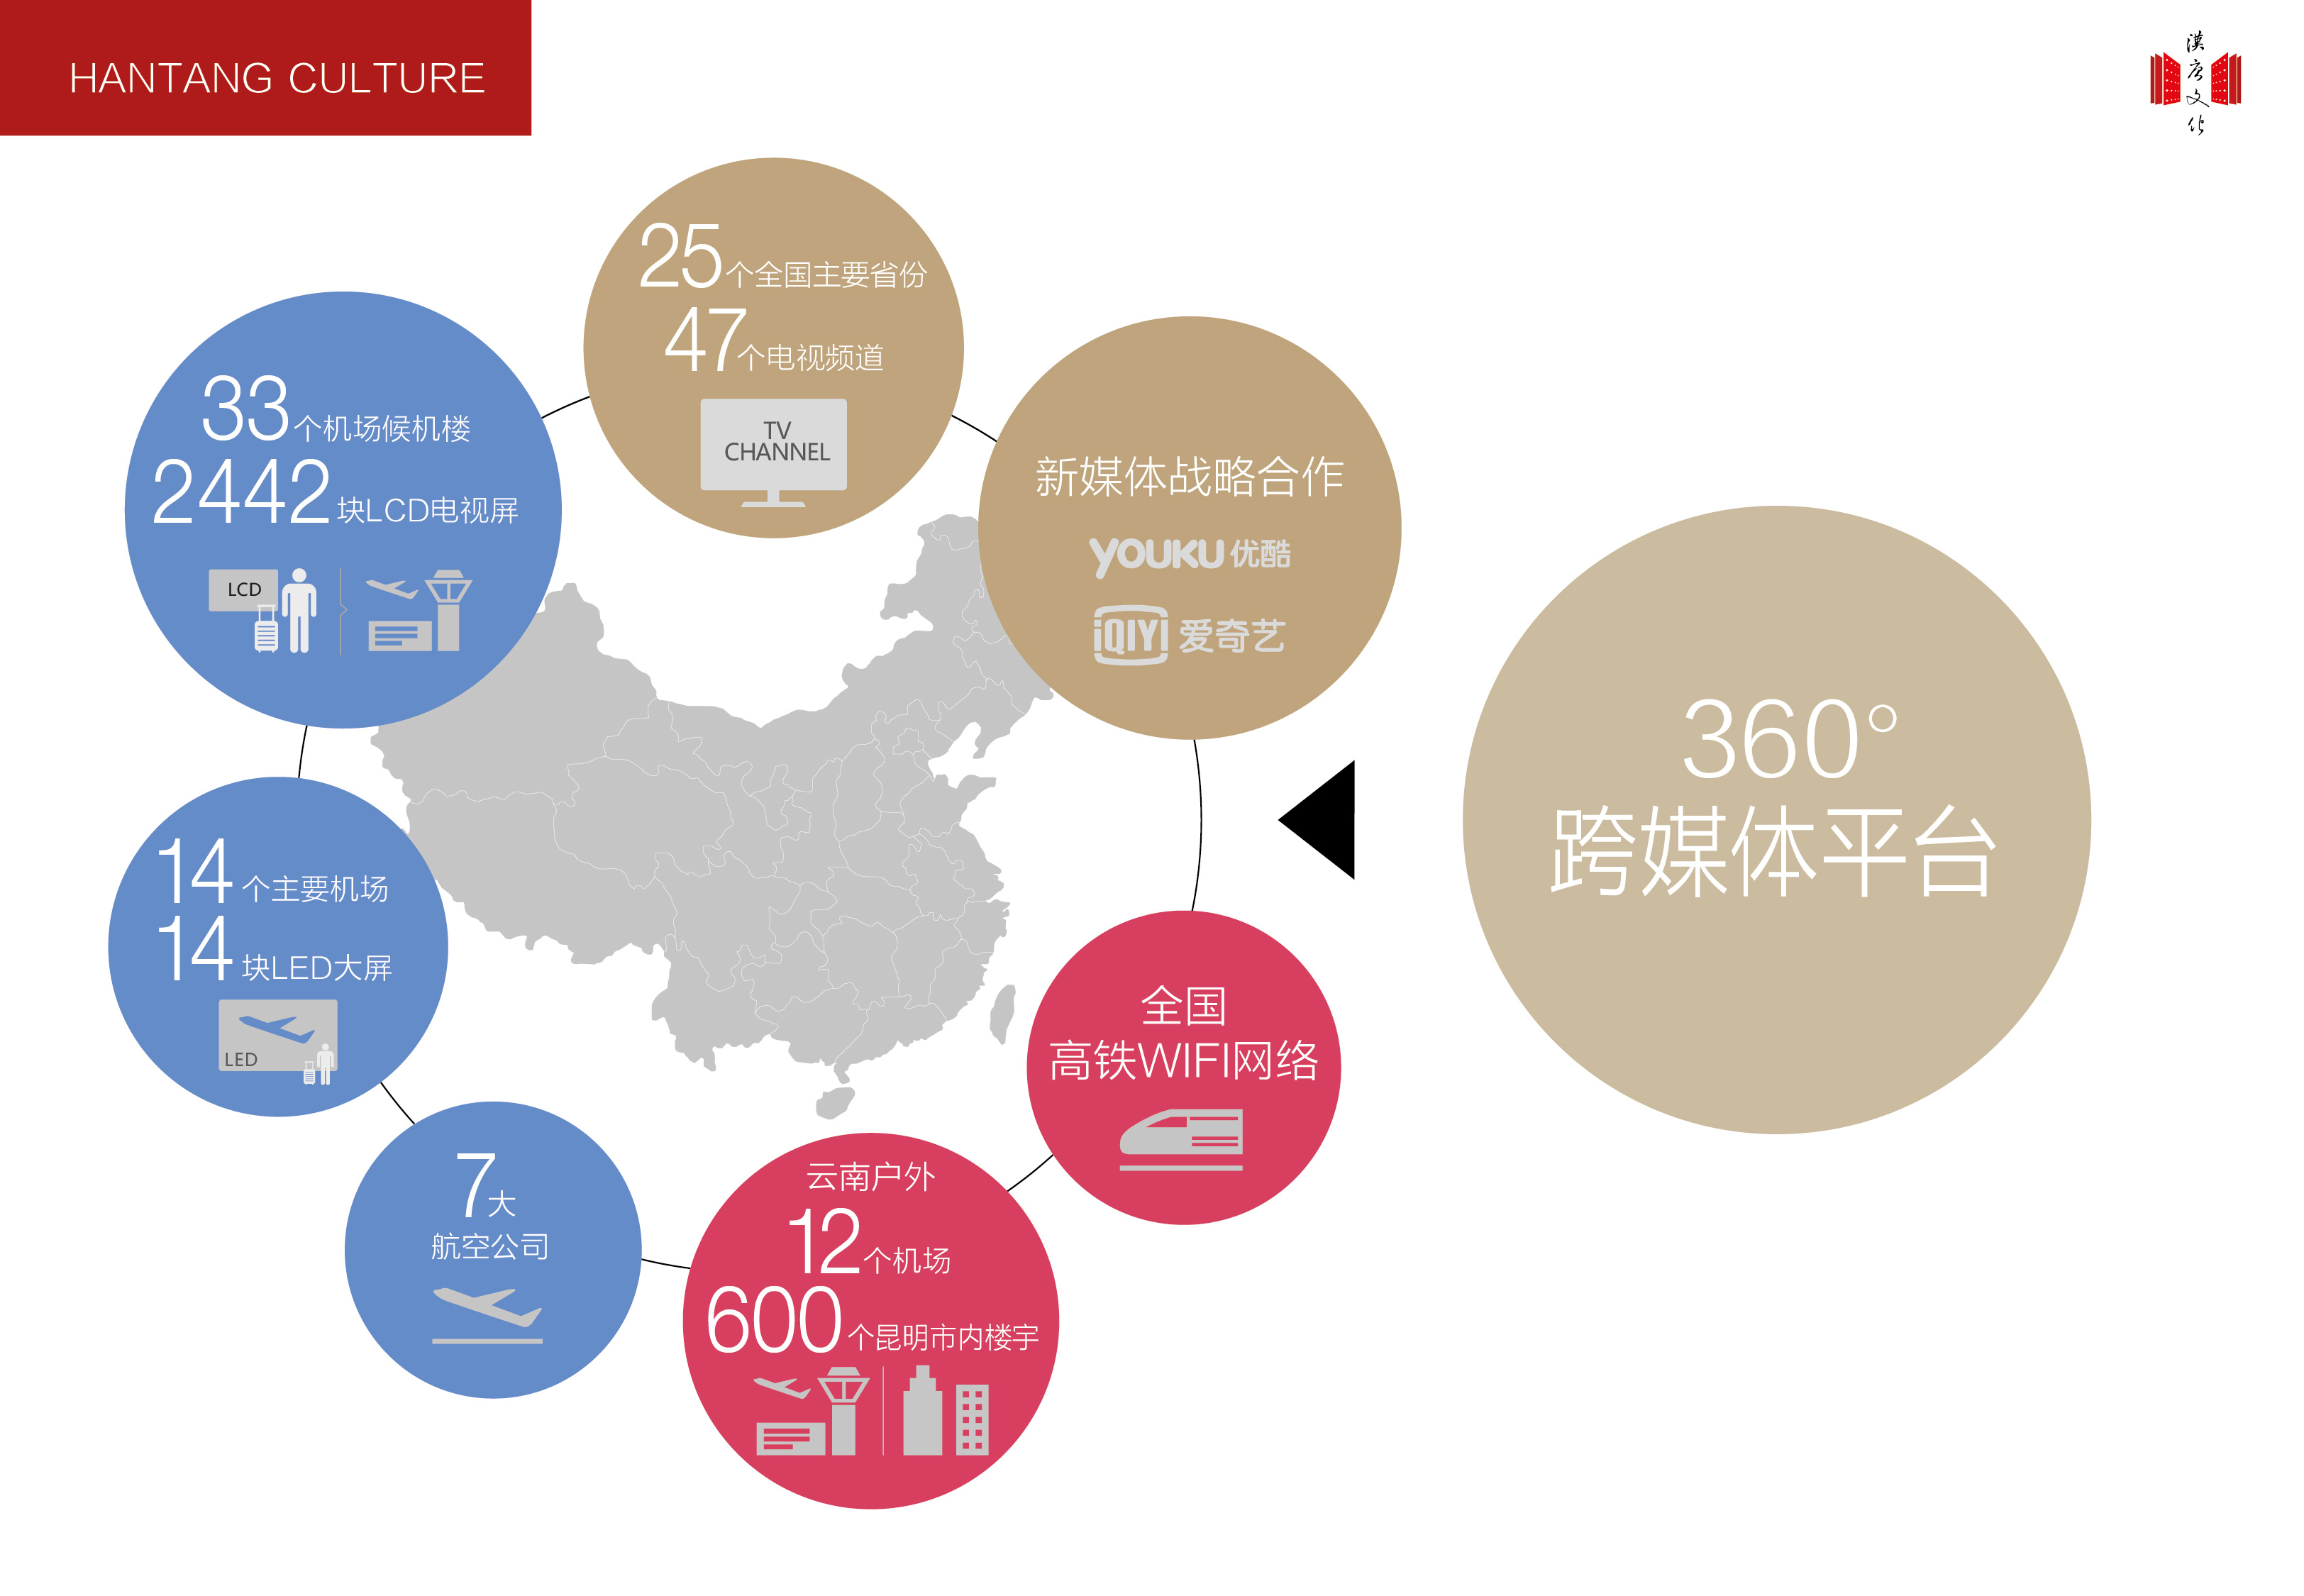 HANTANG CULTURE
漢
唐
文
化
25个全国主要省份
47个电视频道
TV
CHANNEL
33个机场候机楼
2442块LCD电视屏
LCD
新媒体战略合作
YOUKU 优酷
iQIYI 爱奇艺
360°
跨媒体平台
14个主要机场
14块LED大屏
LED
全国
高铁WIFI网络
7大
航空公司
云南户外
12个机场
600个昆明市内楼宇